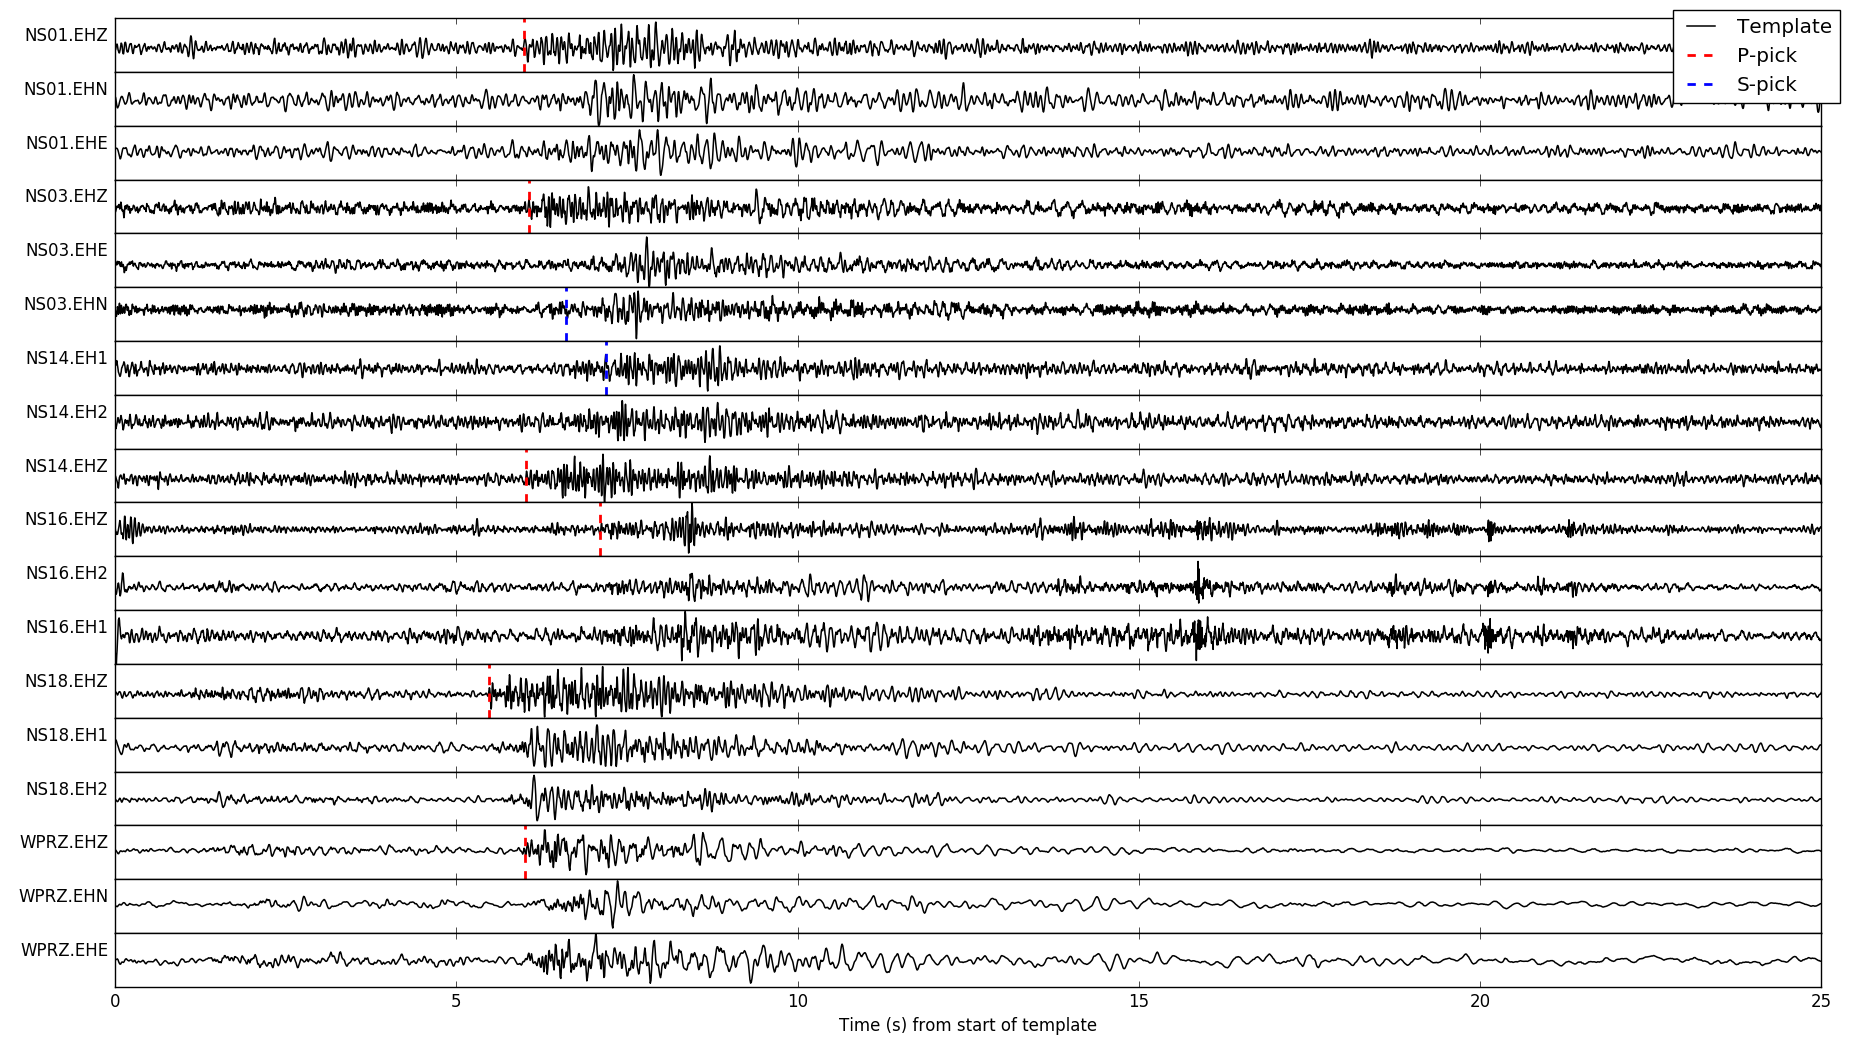 NS01.EHZ
NS01.EHN
NS01.EHE
NS03.EHZ
NS03.EHE
NS03.EHN
NS14.EH1
NS14.EH2
NS14.EHZ
NS16.EHZ
NS16.EH2
NS16.EH1
NS18.EHZ
NS18.EH1
NS18.EH2
WPRZ.EHZ
WPRZ.EHN
WPRZ.EHE
Template
P-pick
S-pick
0 5 10 15 20 25
Time (s) from start of template